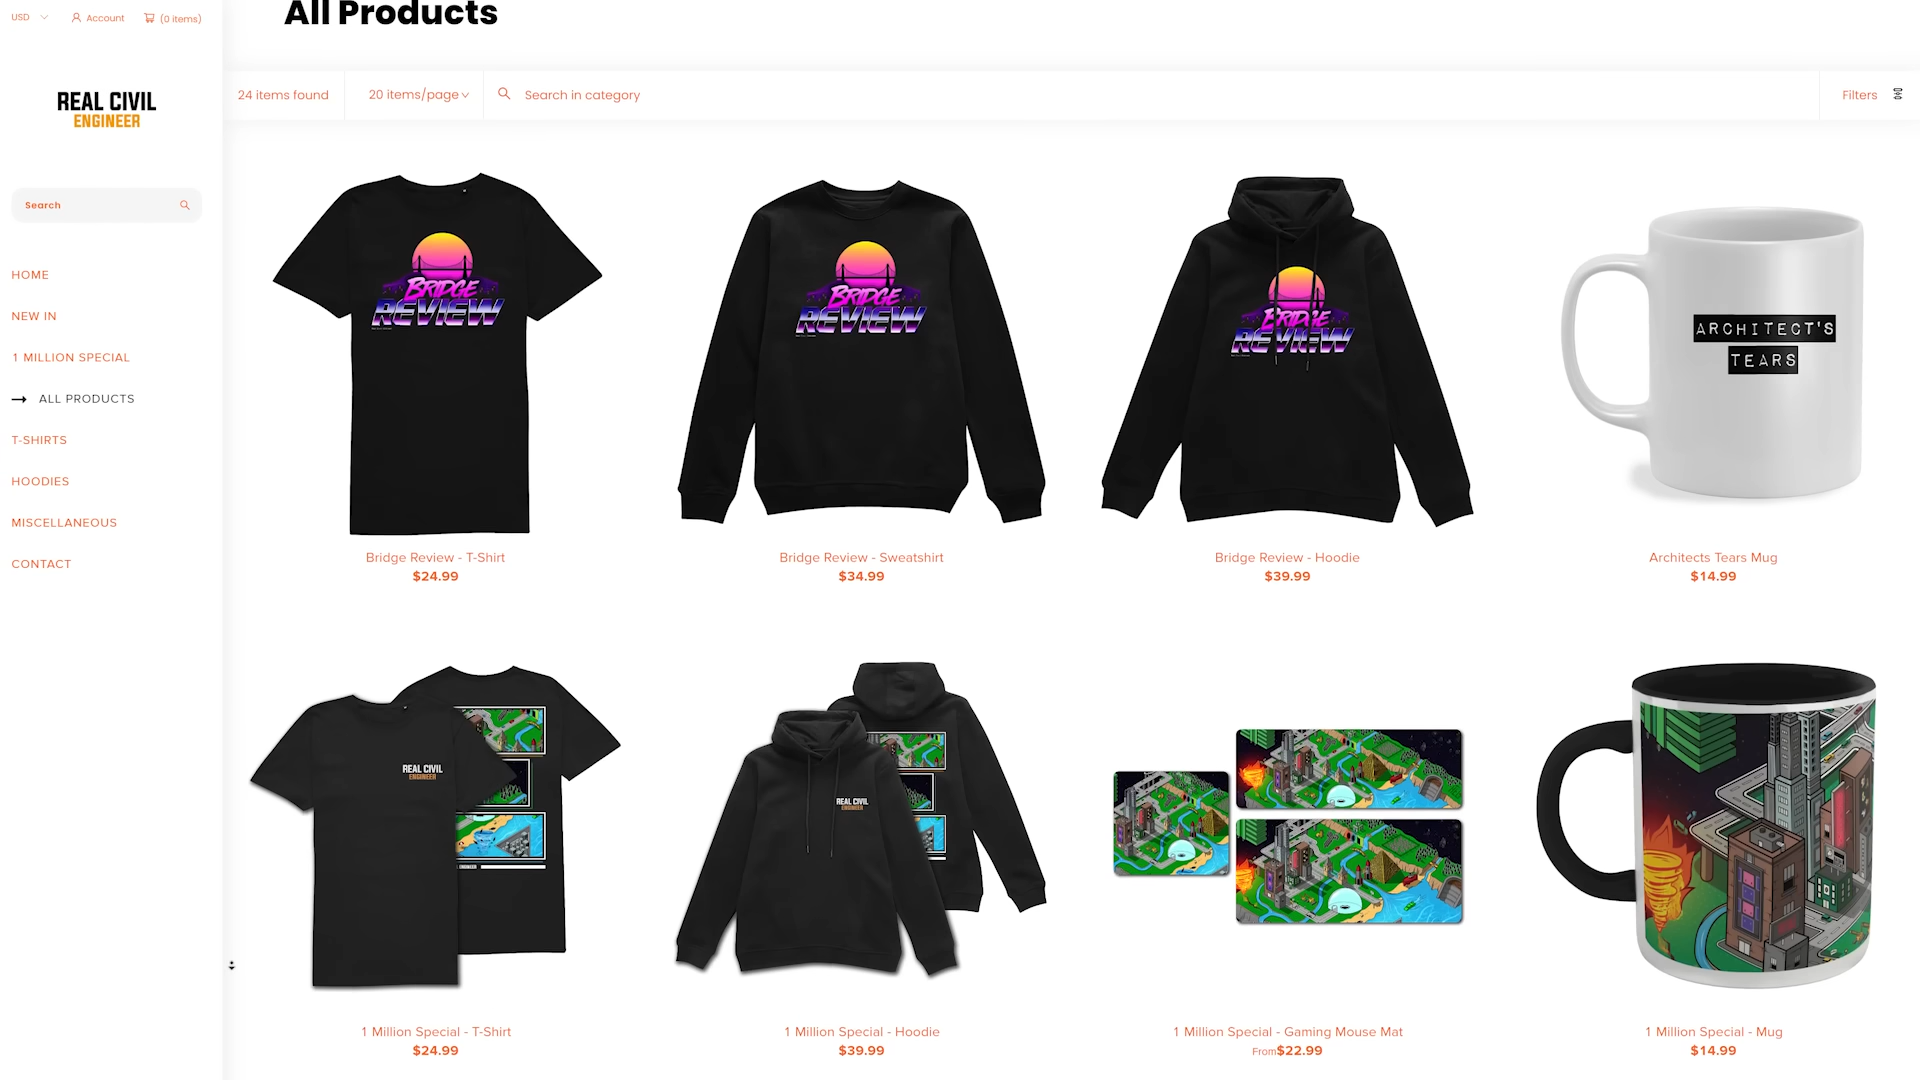 USD
Account
(0 items)
All Products
24 items found
20 items/page
Search in category
Filters
REAL CIVIL
ENGINEER
Search
HOME
NEW IN
1 MILLION SPECIAL
ALL PRODUCTS
T-SHIRTS
HOODIES
MISCELLANEOUS
CONTACT
BRIDGE
REVIEW
BRIDGE
REVIEW
BRIDGE
REVIEW
ARCHITECT'S
TEARS
Bridge Review - T-Shirt
$24.99
Bridge Review - Sweatshirt
$34.99
Bridge Review - Hoodie
$39.99
Architects Tears Mug
$14.99
REAL CIVIL
ENGINEER
ENGINEER
REAL CIVIL
ENGINEER
1 Million Special - T-Shirt
$24.99
1 Million Special - Hoodie
$39.99
1 Million Special - Gaming Mouse Mat
From$22.99
1 Million Special - Mug
$14.99